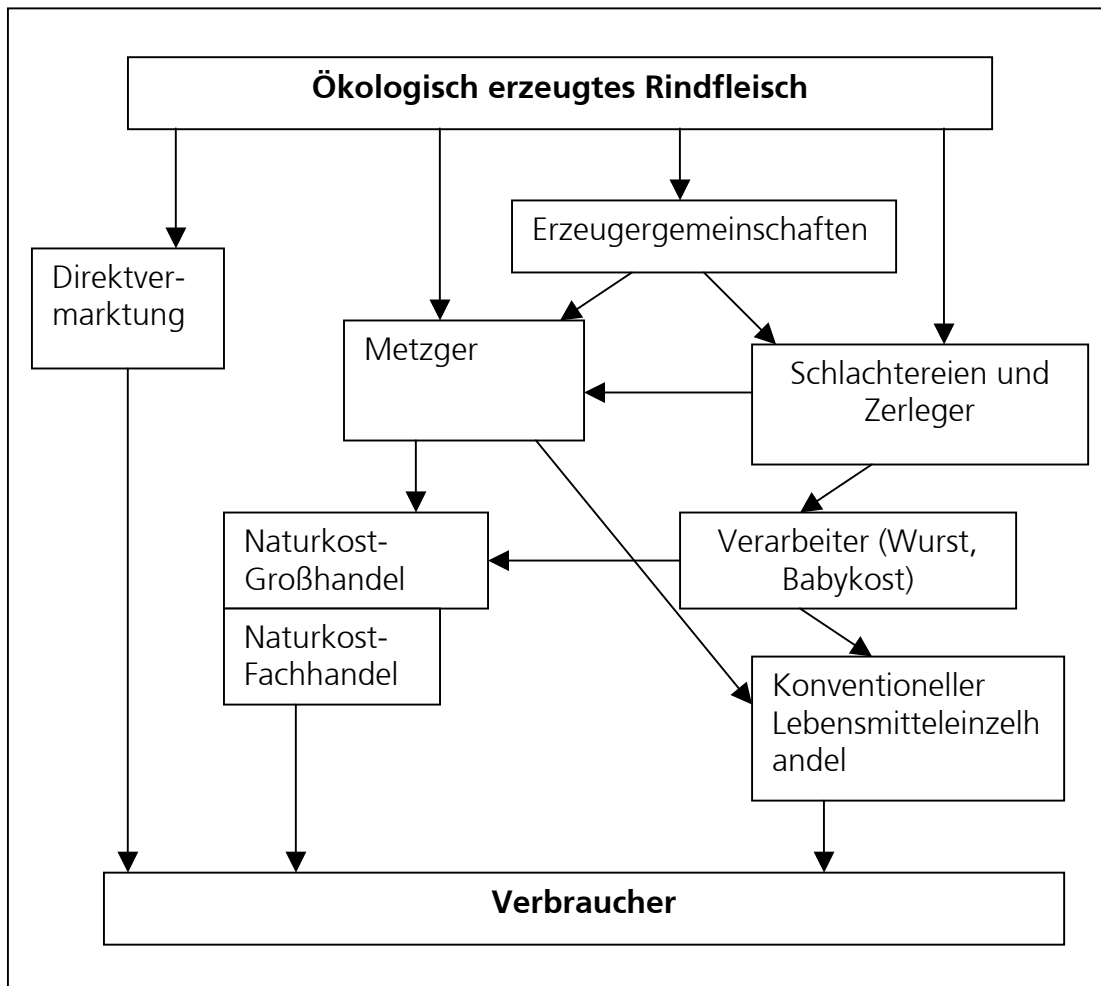 Ökologisch erzeugtes Rindfleisch
Erzeugergemeinschaften
Direktver-
marktung
Metzger
Schlachtereien und
Zerleger
Naturkost-
Großhandel
Verarbeiter (Wurst,
Babykost)
Naturkost-
Fachhandel
Konventioneller
Lebensmitteleinzelh
andel
Verbraucher